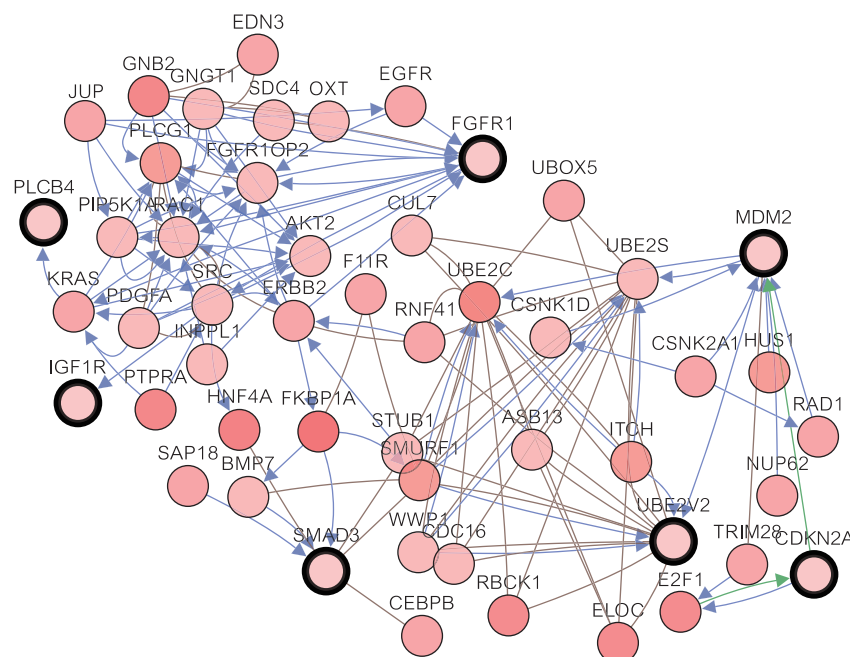 EDN3
GNB2
GNGT1
SDC4
OXT
EGFR
JUP
PLCG1
FGFR1OP2
FGFR1
UBOX5
PLCB4
PIP5K1A
RAC1
CUL7
MDM2
AKT2
UBE2S
KRAS
SRC
F11R
UBE2C
PDGFA
ERBB2
RNF41
CSNK1D
INPPL1
CSNK2A1
HUS1
IGF1R
PTPRA
HNF4A
FKBP1A
RAD1
STUB1
ASB13
ITCH
SAP18
BMP7
SMURF1
NUP62
SMAD3
WWP1
CDC16
UBE2V2
TRIM28
CDKN2A
RBCK1
E2F1
CEBPB
ELOC